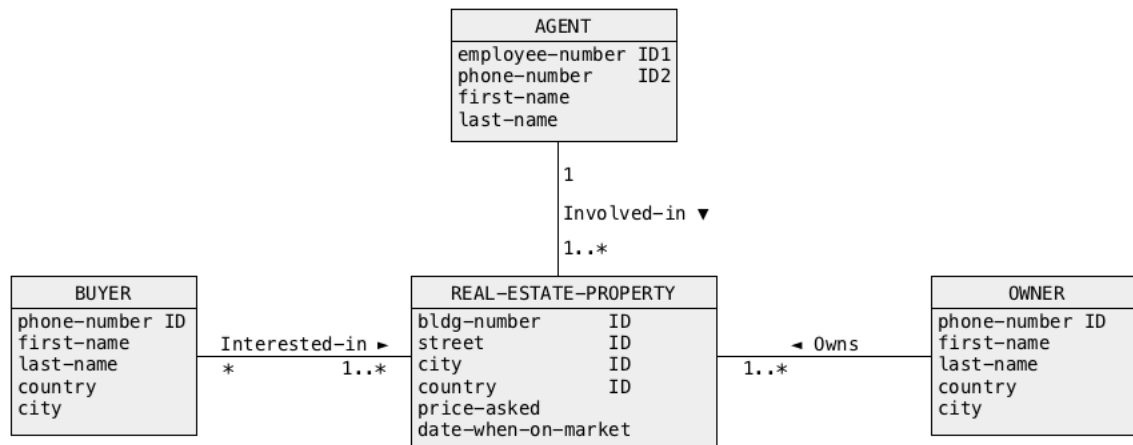 AGENT
employee-number ID1
phone-number ID2
first-name
last-name
1
Involved-in ▼
1..*
BUYER
phone-number ID
first-name
last-name
country
city
Interested-in ►
*
1..*
REAL-ESTATE-PROPERTY
bldg-number ID
street ID
city ID
country ID
price-asked
date-when-on-market
◄ Owns
1..*
OWNER
phone-number ID
first-name
last-name
country
city